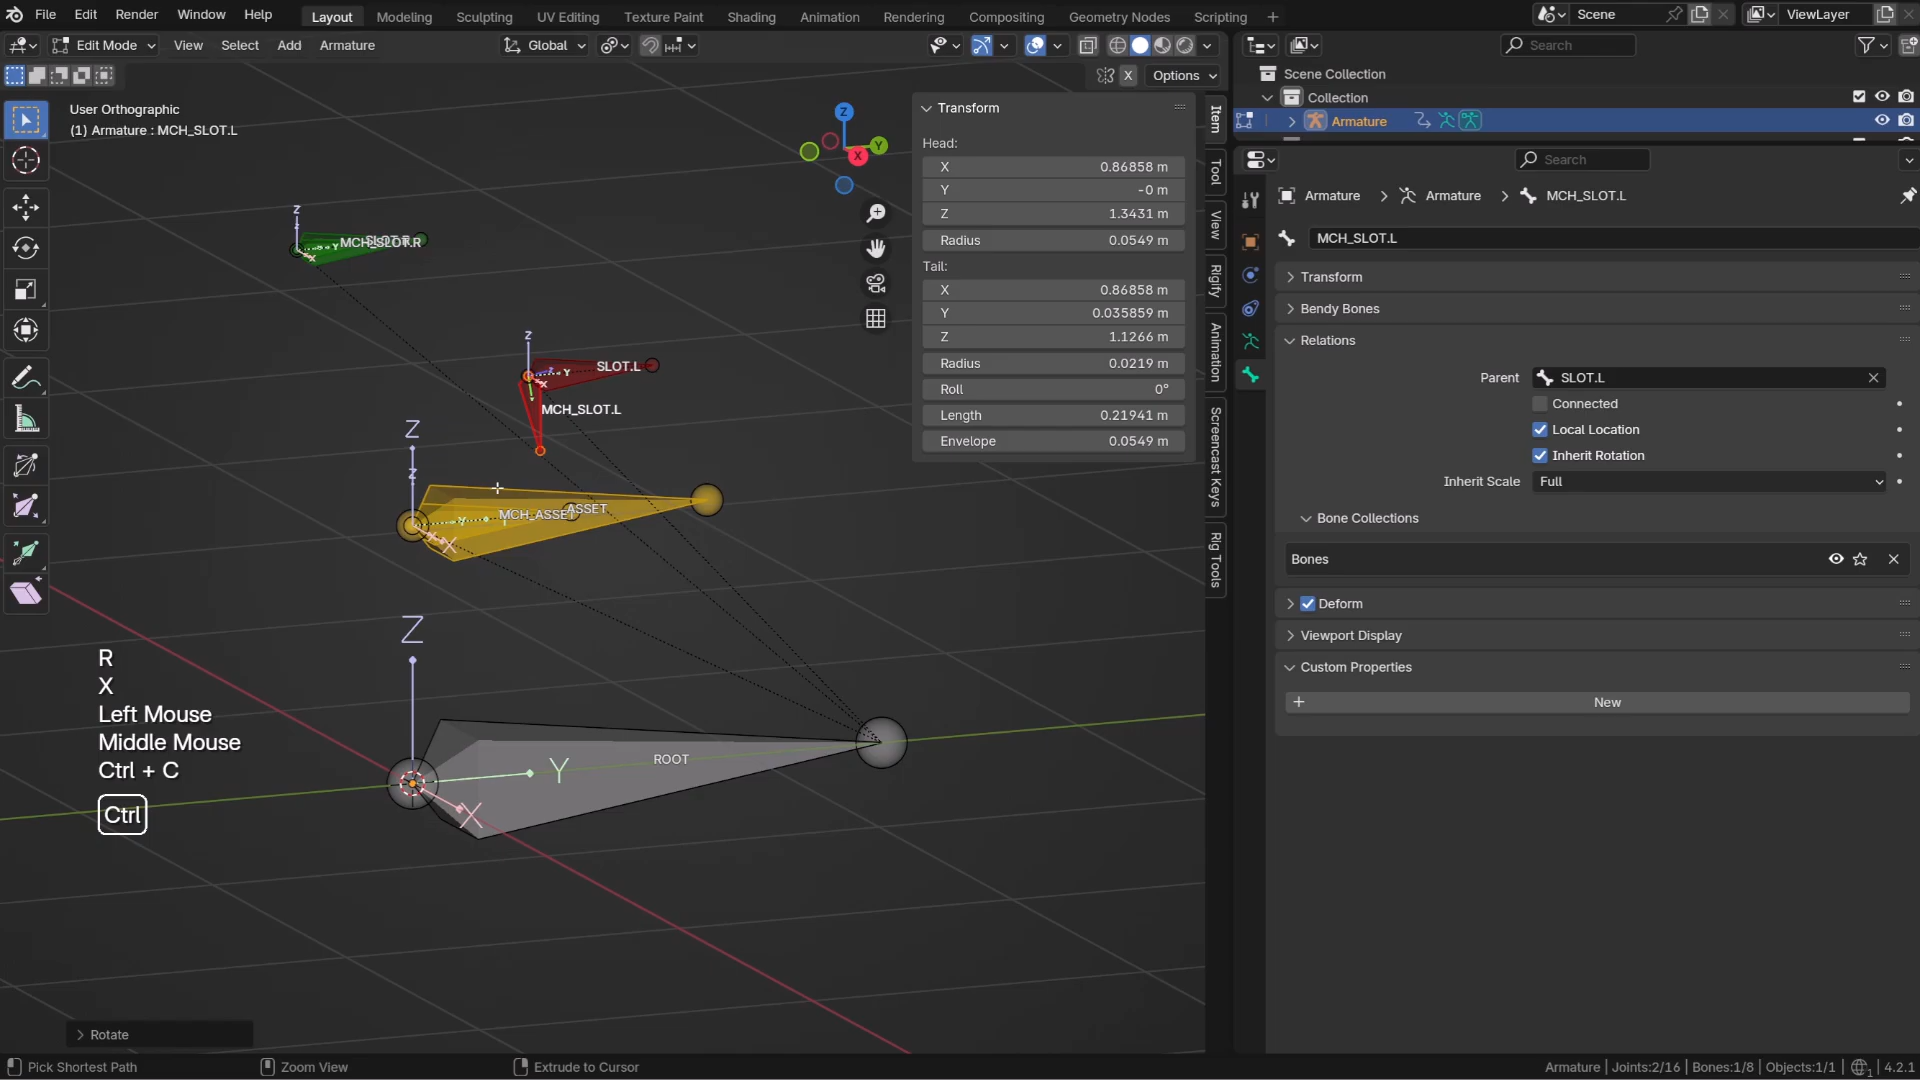 File Edit Render Window Help Layout Modeling Sculpting UV Editing Texture Paint Shading Animation Rendering Compositing Geometry Nodes Scripting + Scene ViewLayer
Edit Mode View Select Add Armature Global Search
X Options
Scene Collection
Collection
Armature
User Orthographic
(1) Armature : MCH_SLOT.L
Z
Y
X
Transform
Head:
X 0.86858 m
Y -0 m
Z 1.3431 m
Radius 0.0549 m
Tail:
X 0.86858 m
Y 0.035859 m
Z 1.1266 m
Radius 0.0219 m
Roll 0°
Length 0.21941 m
Envelope 0.0549 m
Item
Tool
View
Rigify
Animation
Screencast Keys
Rig Tools
Search
Armature > Armature > MCH_SLOT.L
MCH_SLOT.L
Transform
Bendy Bones
Relations
Parent SLOT.L
Connected
Local Location
Inherit Rotation
Inherit Scale Full
Bone Collections
Bones
Deform
Viewport Display
Custom Properties
+ New
Z
MCH_SLOT.R
Y
X
Z
SLOT.L
Y
X
MCH_SLOT.L
Z
Z
MCH_ASSET
ASSET
Y
X
X
Z
ROOT
Y
X
R
X
Left Mouse
Middle Mouse
Ctrl + C
Ctrl
Rotate
Pick Shortest Path Zoom View Extrude to Cursor Armature | Joints:2/16 | Bones:1/8 | Objects:1/1 | 4.2.1